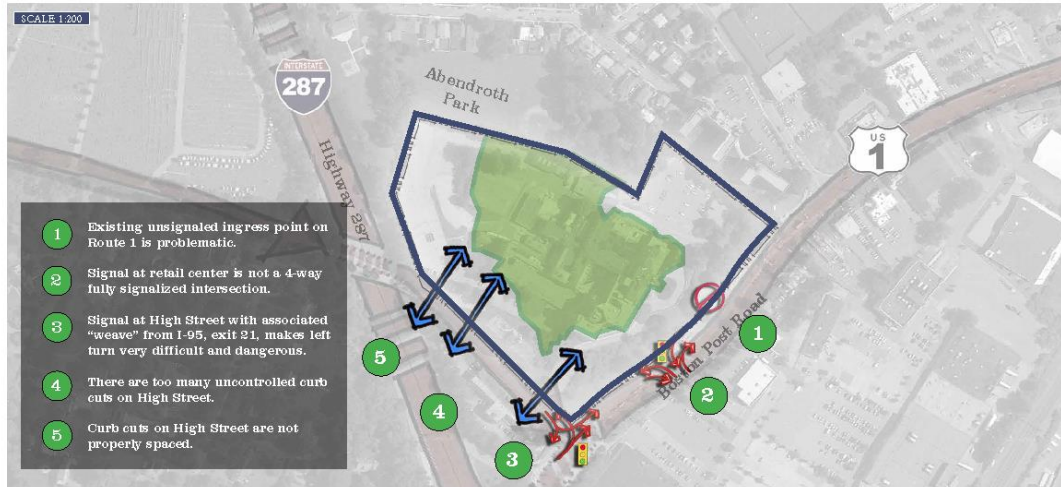 SCALE 1:200
INTERSTATE
287
Abendroth
Park
Highway 287
US
1
1
Existing unsignaled ingress point on
Route 1 is problematic.
2
Signal at retail center is not a 4-way
fully signalized intersection.
3
Signal at High Street with associated
“weave” from I-95, exit 21, makes left
turn very difficult and dangerous.
4
There are too many uncontrolled curb
cuts on High Street.
5
Curb cuts on High Street are not
properly spaced.
Boston Post Road
1
2
3
4
5